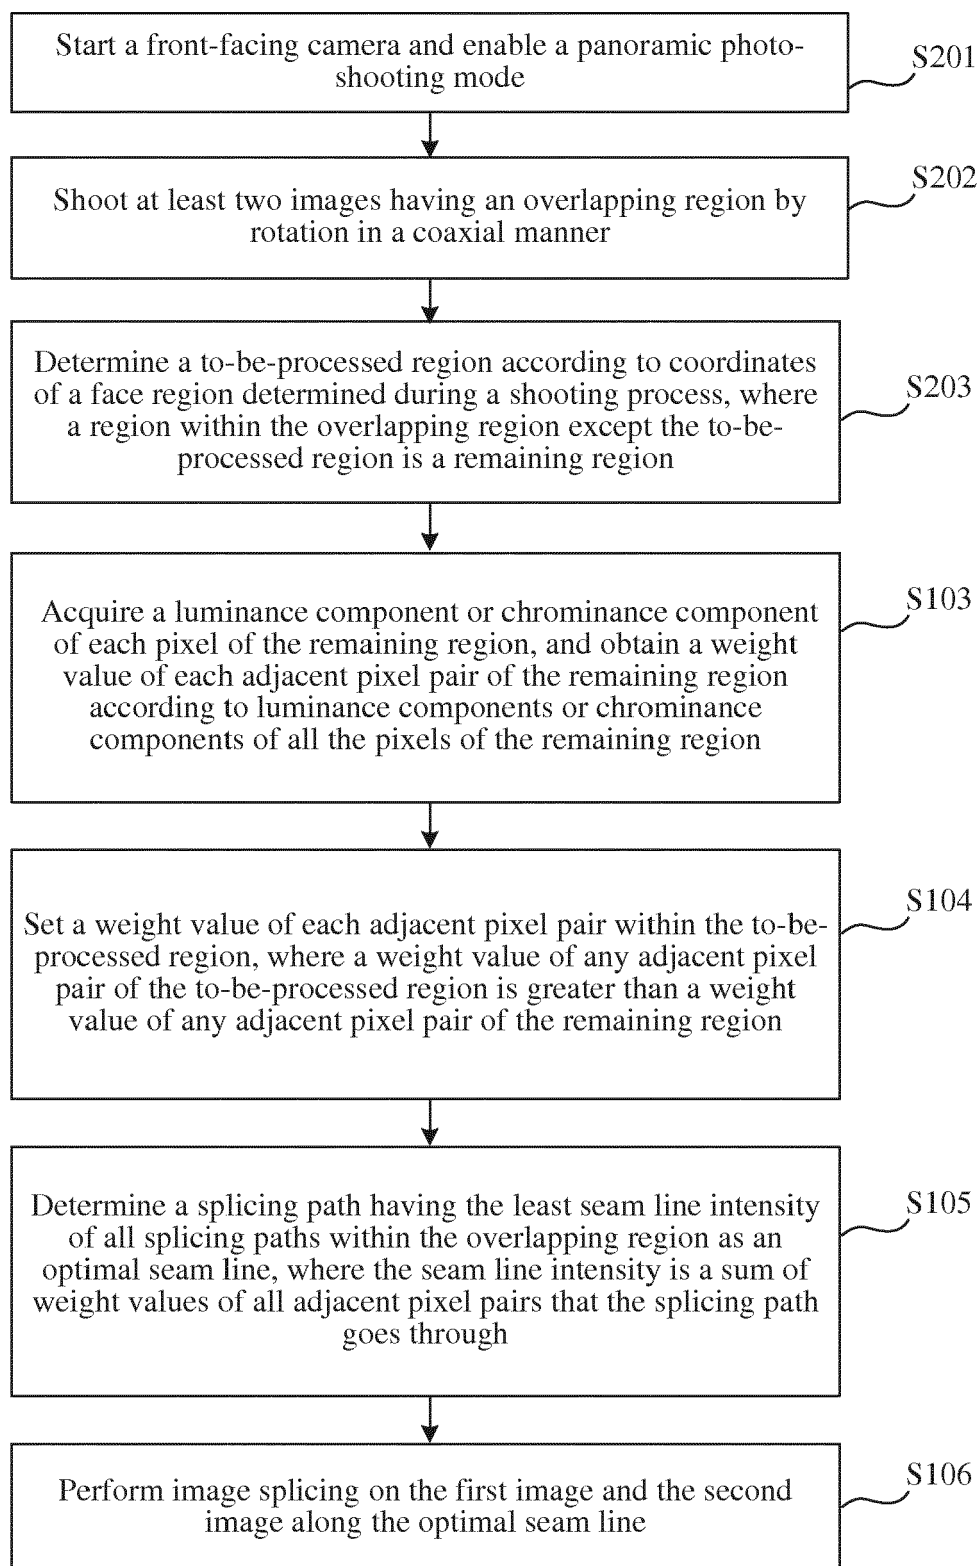 Start a front-facing camera and enable a panoramic photo-
shooting mode
S201
Shoot at least two images having an overlapping region by
rotation in a coaxial manner
S202
Determine a to-be-processed region according to coordinates
of a face region determined during a shooting process, where
a region within the overlapping region except the to-be-
processed region is a remaining region
S203
Acquire a luminance component or chrominance component
of each pixel of the remaining region, and obtain a weight
value of each adjacent pixel pair of the remaining region
according to luminance components or chrominance
components of all the pixels of the remaining region
S103
Set a weight value of each adjacent pixel pair within the to-be-
processed region, where a weight value of any adjacent pixel
pair of the to-be-processed region is greater than a weight
value of any adjacent pixel pair of the remaining region
S104
Determine a splicing path having the least seam line intensity
of all splicing paths within the overlapping region as an
optimal seam line, where the seam line intensity is a sum of
weight values of all adjacent pixel pairs that the splicing path
goes through
S105
Perform image splicing on the first image and the second
image along the optimal seam line
S106